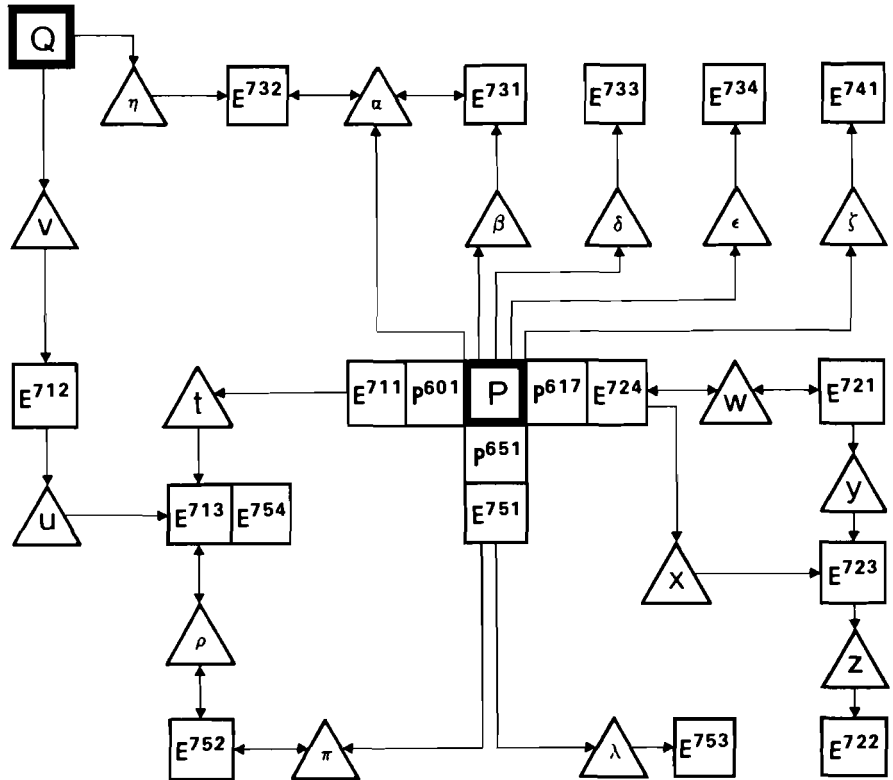 Q
η E⁷³² α E⁷³¹ E⁷³³ E⁷³⁴ E⁷⁴¹
v β δ ϵ ζ
E⁷¹² t E⁷¹¹ P⁶⁰¹ P P⁶¹⁷ E⁷²⁴ w E⁷²¹
P⁶⁵¹
u E⁷¹³ E⁷⁵⁴ E⁷⁵¹ y
x E⁷²³
ρ z
E⁷⁵² π λ E⁷⁵³ E⁷²²